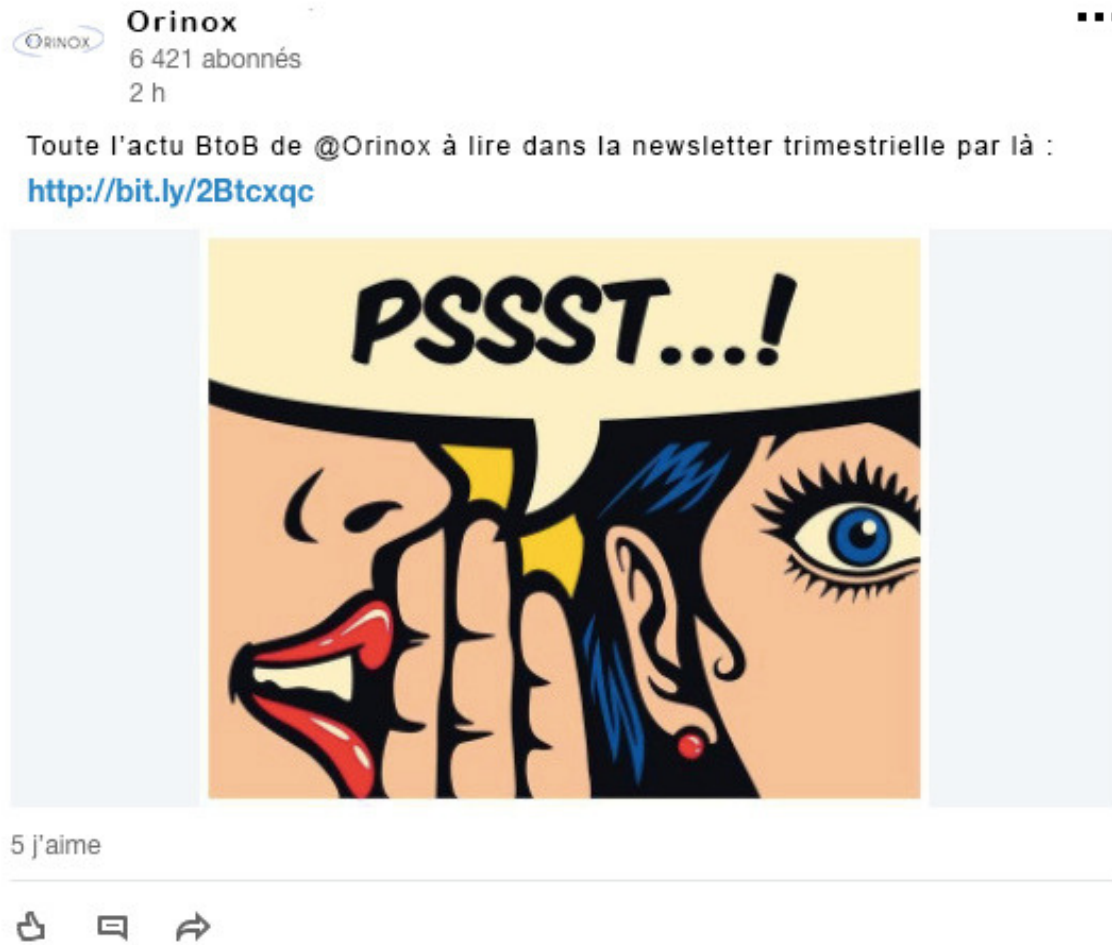 ORINOX
Orinox
6 421 abonnés
2 h
Toute l'actu BtoB de @Orinox à lire dans la newsletter trimestrielle par là :
http://bit.ly/2Btcxqc
PSSST...!
5 j'aime